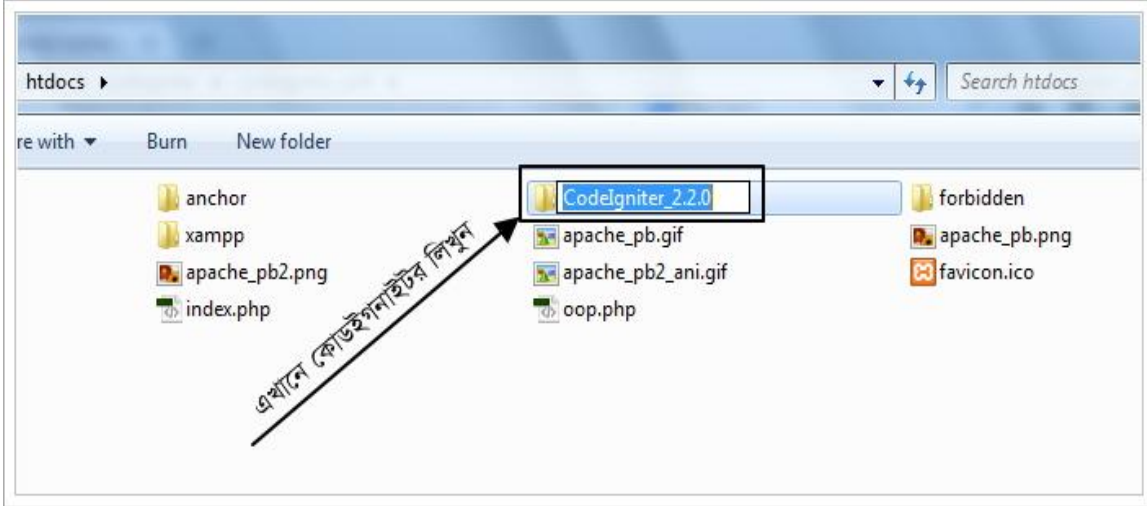 htdocs
Search htdocs
re with Burn New folder
anchor CodeIgniter_2.2.0 forbidden
xampp apache_pb.gif apache_pb.png
apache_pb2.png apache_pb2_ani.gif favicon.ico
index.php oop.php
এখানে কোডইগনাইটর লিখুন